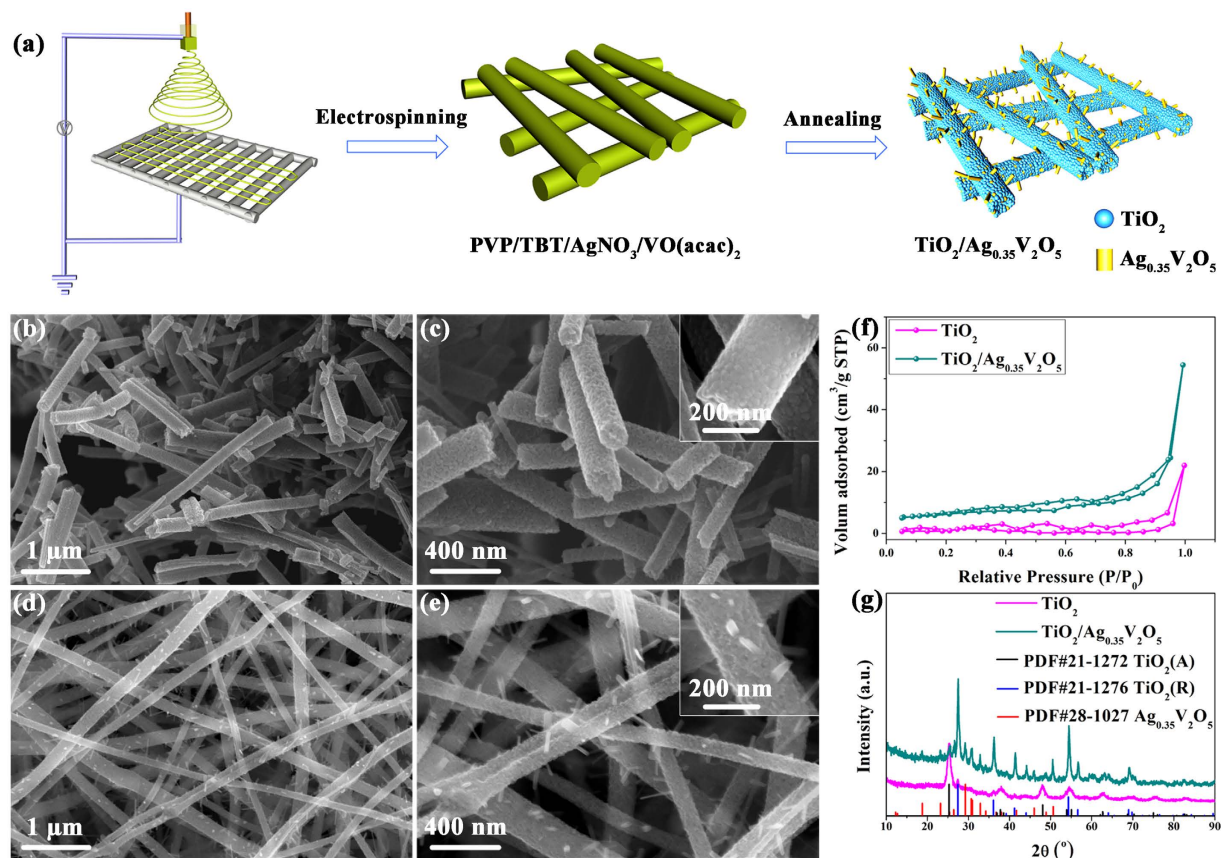 (a)
V
Electrospinning
Annealing
PVP/TBT/AgNO₃/VO(acac)₂
TiO₂/Ag₀.₃₅V₂O₅
TiO₂
Ag₀.₃₅V₂O₅
(b)
1 μm
(c)
200 nm
400 nm
(d)
1 μm
(e)
200 nm
400 nm
(f)
TiO₂
TiO₂/Ag₀.₃₅V₂O₅
Volum adsorbed (cm³/g STP)
60
40
20
0
0.0 0.2 0.4 0.6 0.8 1.0
Relative Pressure (P/P₀)
(g)
TiO₂
TiO₂/Ag₀.₃₅V₂O₅
PDF#21-1272 TiO₂(A)
PDF#21-1276 TiO₂(R)
PDF#28-1027 Ag₀.₃₅V₂O₅
Intensity (a.u.)
10 20 30 40 50 60 70 80 90
2θ (°)